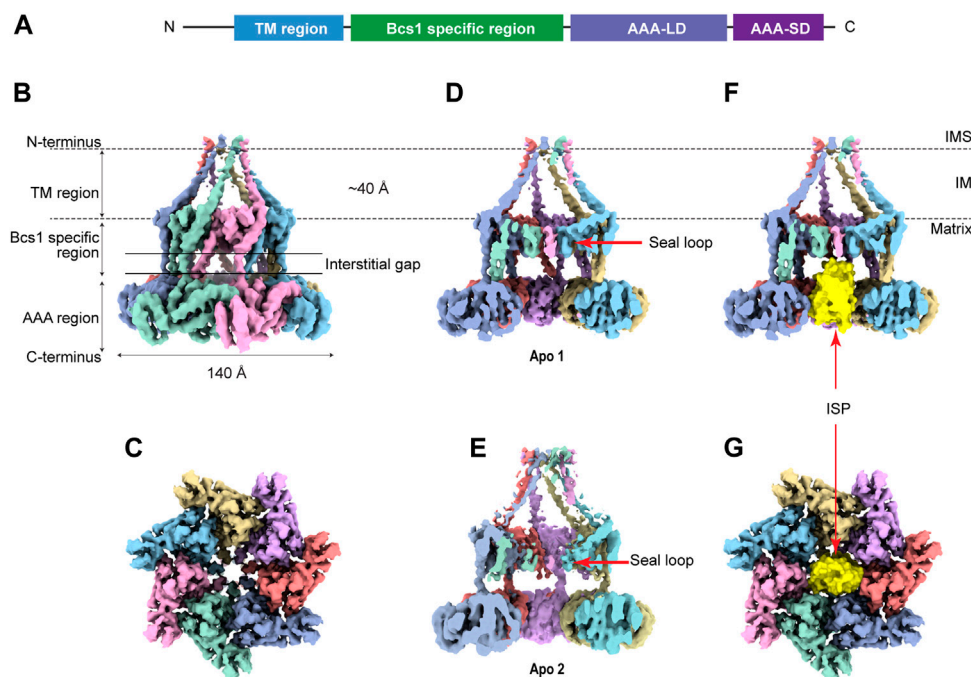 A
N
TM region
Bcs1 specific region
AAA-LD
AAA-SD
C
B
D
F
N-terminus
IMS
TM region
~40 Å
IM
Matrix
Bcs1 specific
region
Seal loop
Interstitial gap
AAA region
C-terminus
Apo 1
140 Å
ISP
C
E
G
Seal loop
Apo 2